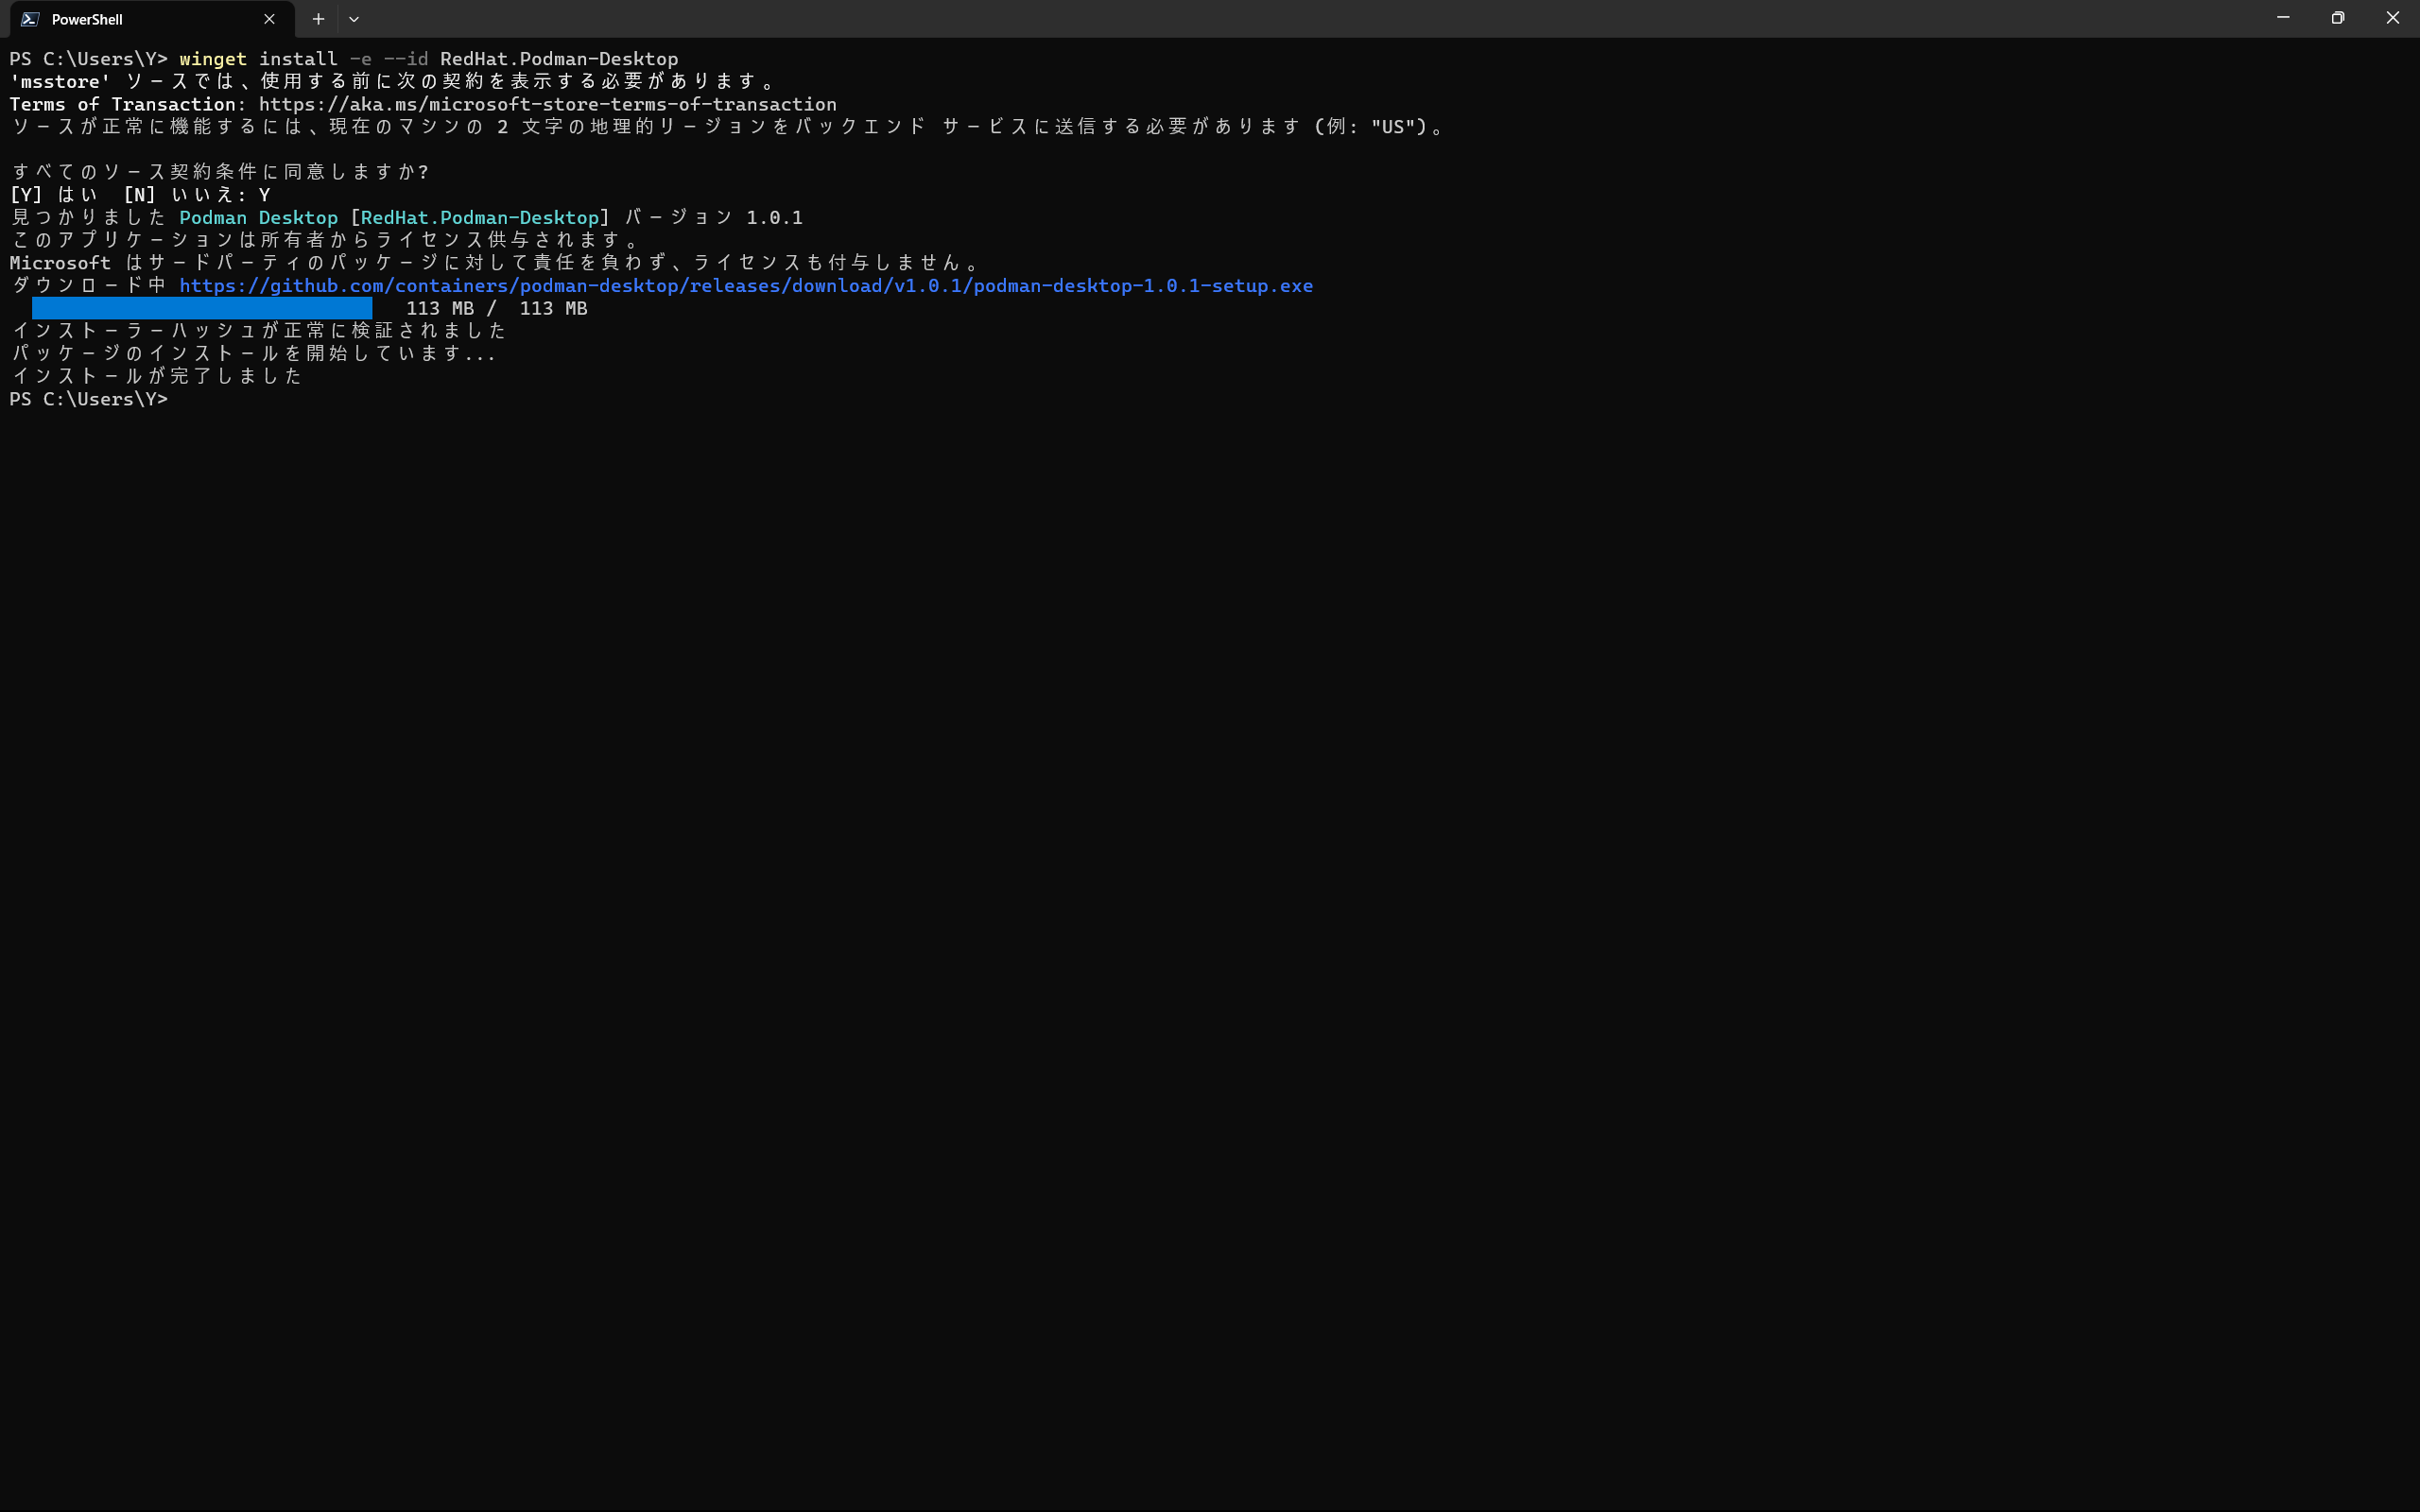 PowerShell
PS C:\Users\Y> winget install -e --id RedHat.Podman-Desktop
'msstore' ソースでは、使用する前に次の契約を表示する必要があります。
Terms of Transaction: https://aka.ms/microsoft-store-terms-of-transaction
ソースが正常に機能するには、現在のマシンの 2 文字の地理的リージョンをバックエンド サービスに送信する必要があります (例: "US")。
すべてのソース契約条件に同意しますか?
[Y] はい  [N] いいえ: Y
見つかりました Podman Desktop [RedHat.Podman-Desktop] バージョン 1.0.1
このアプリケーションは所有者からライセンス供与されます。
Microsoft はサードパーティのパッケージに対して責任を負わず、ライセンスも付与しません。
ダウンロード中 https://github.com/containers/podman-desktop/releases/download/v1.0.1/podman-desktop-1.0.1-setup.exe
113 MB /  113 MB
インストーラーハッシュが正常に検証されました
パッケージのインストールを開始しています...
インストールが完了しました
PS C:\Users\Y>